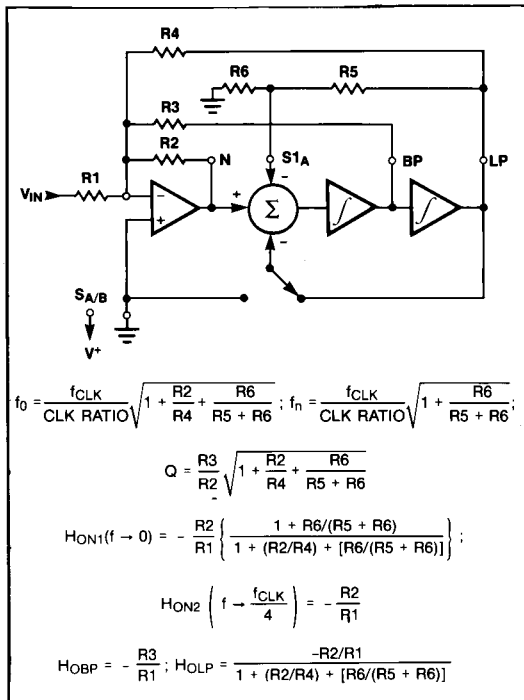 R4
R6 R5
R3
R2 N S1A BP LP
R1
VIN − + Σ ∫ ∫
+ − −
SA/B
V+
f0 = fCLK / CLK RATIO √(1 + R2/R4 + R6/(R5 + R6)) ; fn = fCLK / CLK RATIO √(1 + R6/(R5 + R6)) ;
Q = R3/R2 √(1 + R2/R4 + R6/(R5 + R6))
HON1(f → 0) = − R2/R1 { 1 + R6/(R5 + R6) / 1 + (R2/R4) + [R6/(R5 + R6)] } ;
HON2 ( f → fCLK/4 ) = − R2/R1
HOBP = − R3/R1 ; HOLP = −R2/R1 / 1 + (R2/R4) + [R6/(R5 + R6)]